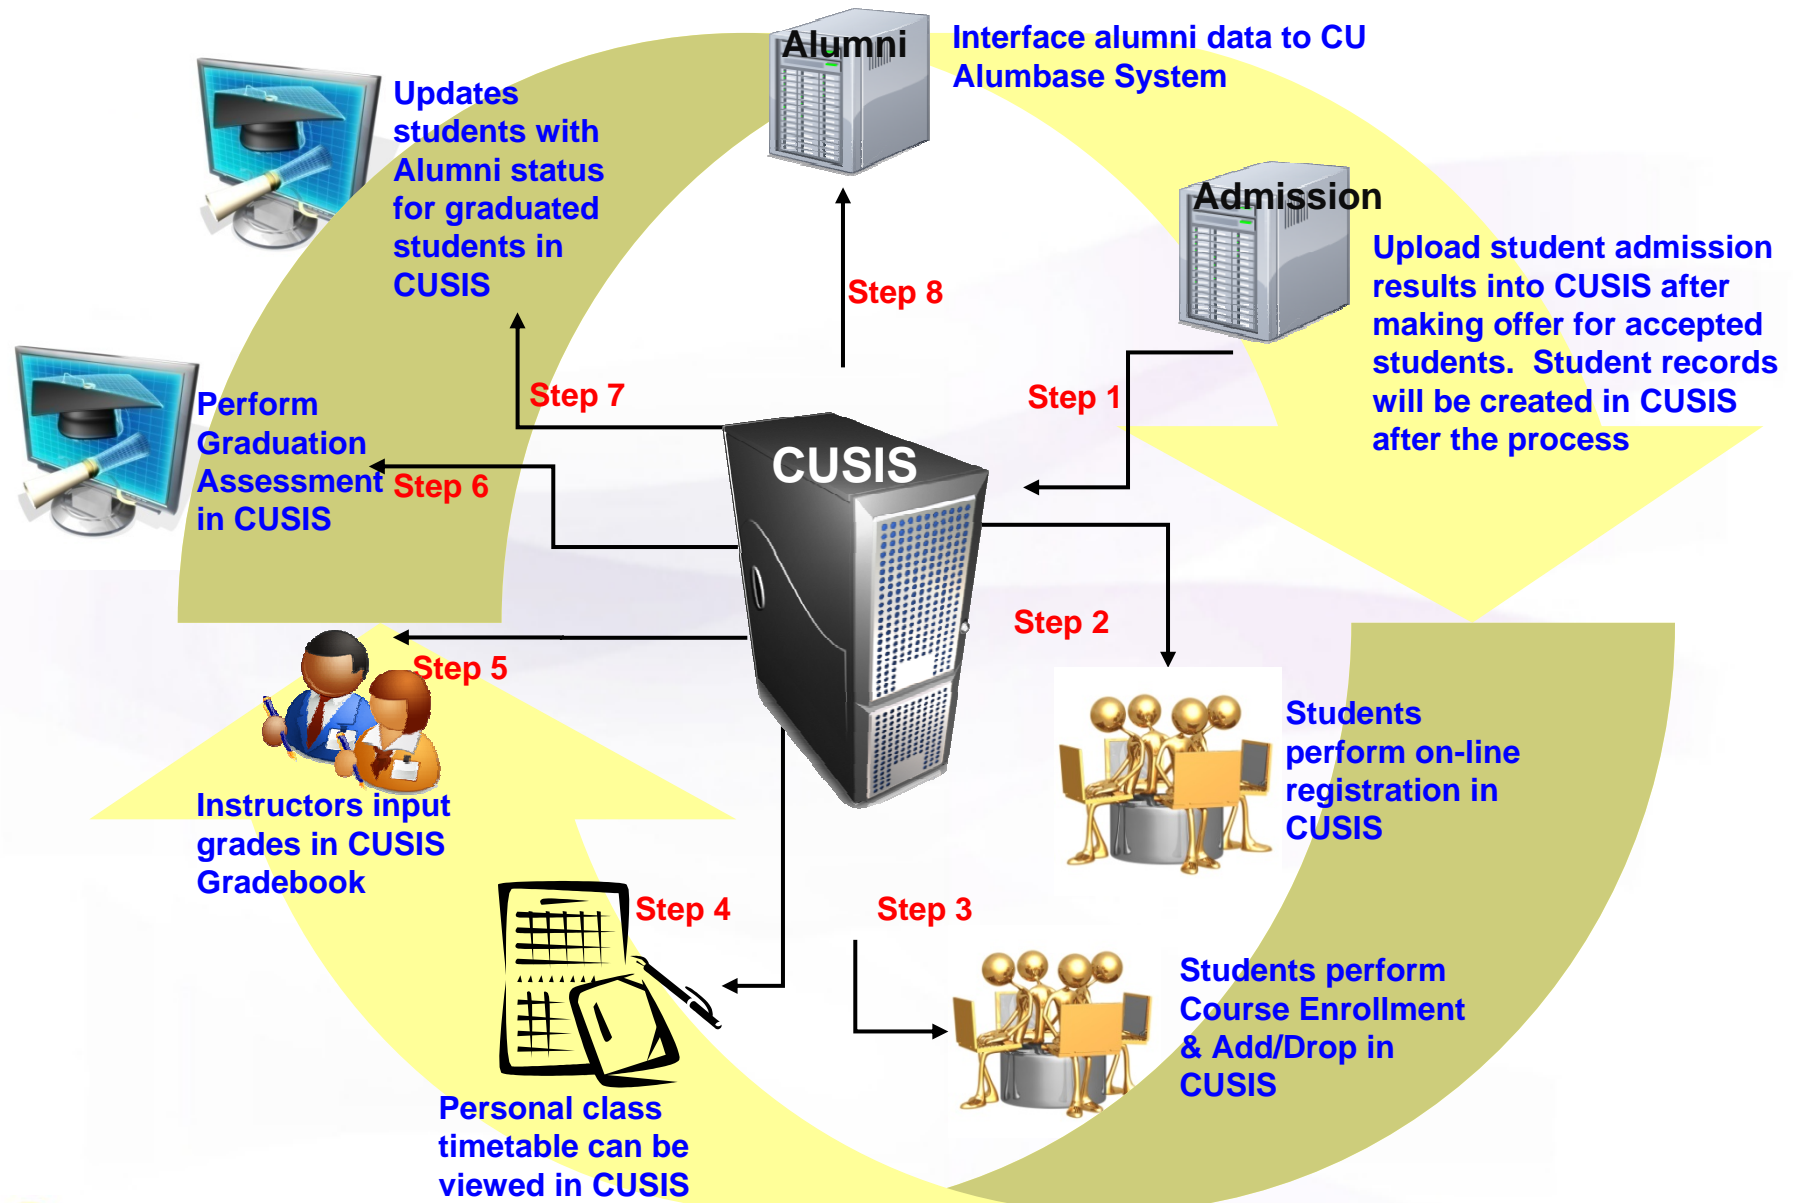 Alumni
Interface alumni data to CU
Alumbase System
Admission
Upload student admission
results into CUSIS after
making offer for accepted
students.  Student records
will be created in CUSIS
after the process
Step 1
CUSIS
Step 2
Students
perform on-line
registration in
CUSIS
Step 3
Students perform
Course Enrollment
& Add/Drop in
CUSIS
Step 4
Personal class
timetable can be
viewed in CUSIS
Step 5
Instructors input
grades in CUSIS
Gradebook
Step 6
Perform
Graduation
Assessment
in CUSIS
Step 7
Updates
students with
Alumni status
for graduated
students in
CUSIS
Step 8